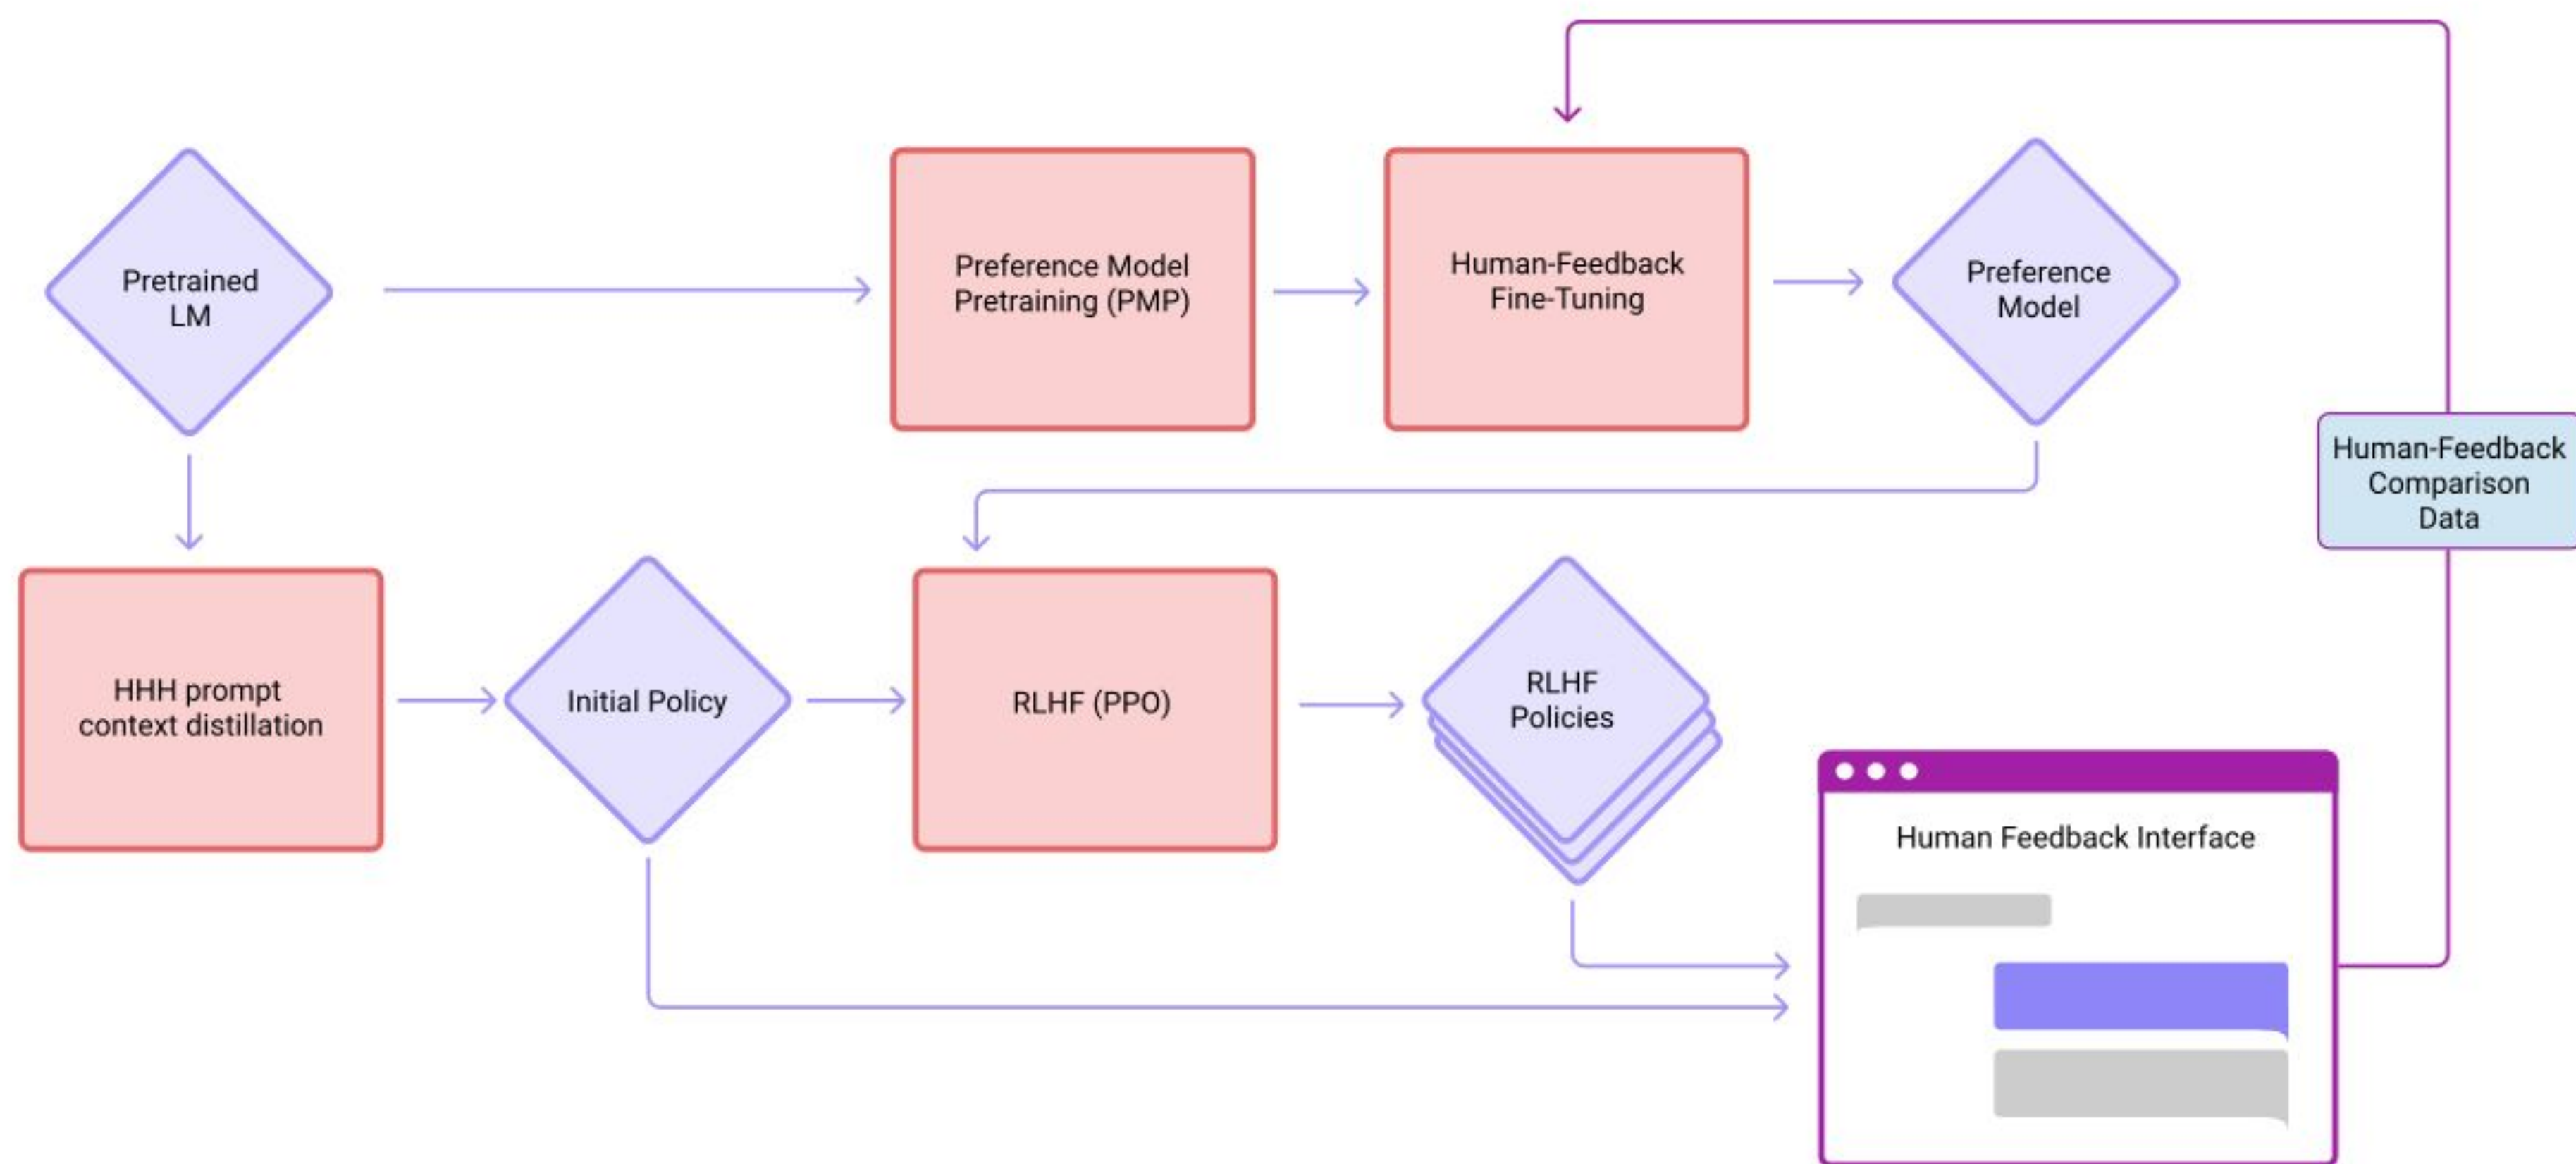 Pretrained
LM
Preference Model
Pretraining (PMP)
Human-Feedback
Fine-Tuning
Preference
Model
Human-Feedback
Comparison
Data
HHH prompt
context distillation
Initial Policy
RLHF (PPO)
RLHF
Policies
Human Feedback Interface